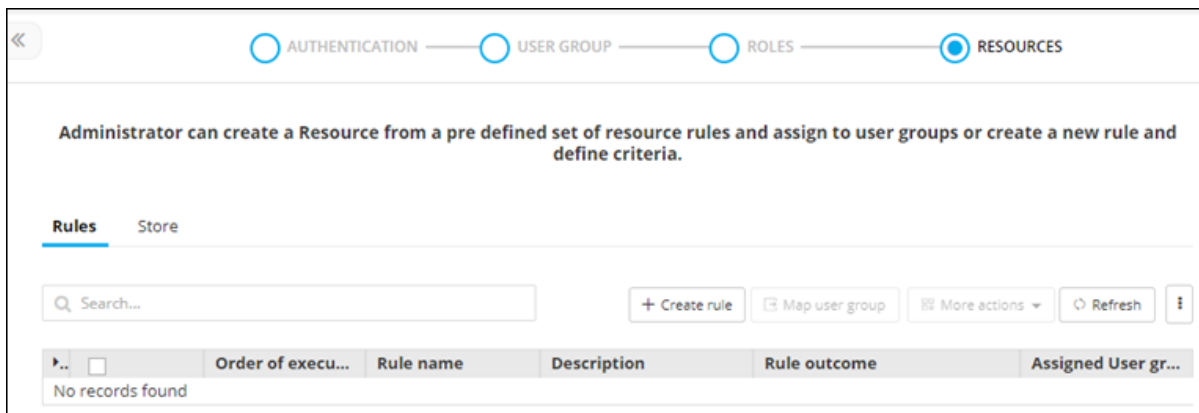 AUTHENTICATION USER GROUP ROLES RESOURCES
Administrator can create a Resource from a pre defined set of resource rules and assign to user groups or create a new rule and
define criteria.
Rules Store
Search... + Create rule Map user group More actions Refresh
Order of execu... Rule name Description Rule outcome Assigned User gr...
No records found